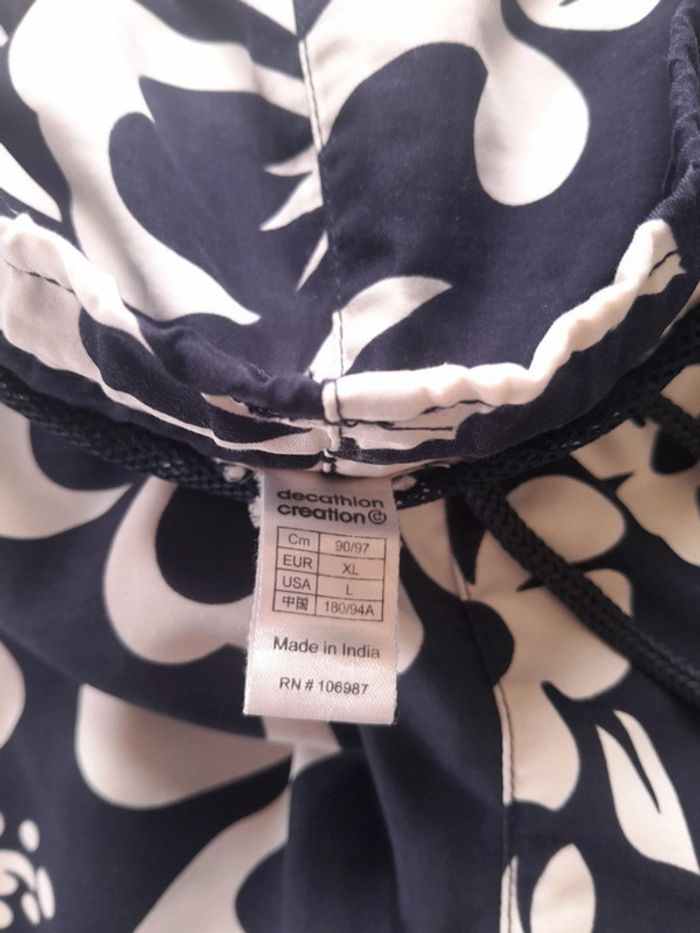 decathlon
creation©
Cm 90/97
EUR XL
USA L
中国 180/94A
Made in India
RN # 106987